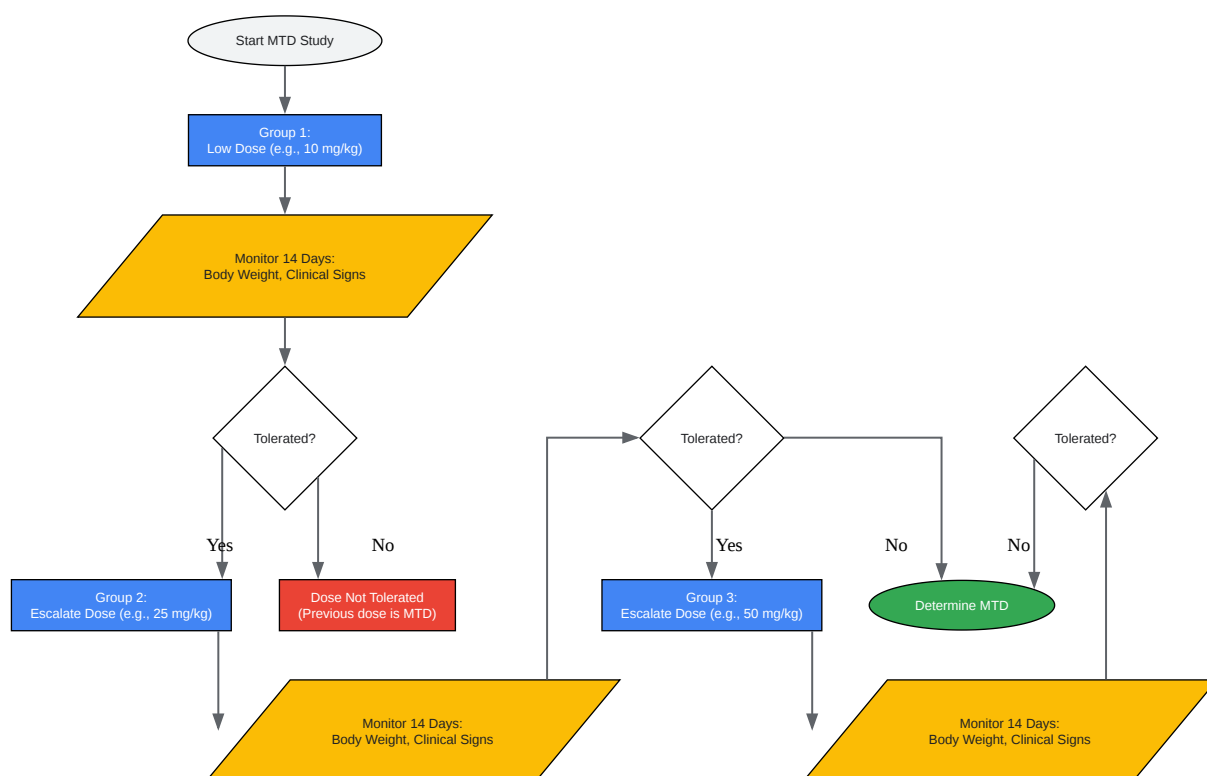 Start MTD Study
Group 1:
Low Dose (e.g., 10 mg/kg)
Monitor 14 Days:
Body Weight, Clinical Signs
Tolerated?
Tolerated?
Tolerated?
Yes
No
Yes
No
No
Group 2:
Escalate Dose (e.g., 25 mg/kg)
Dose Not Tolerated
(Previous dose is MTD)
Group 3:
Escalate Dose (e.g., 50 mg/kg)
Determine MTD
Monitor 14 Days:
Body Weight, Clinical Signs
Monitor 14 Days:
Body Weight, Clinical Signs